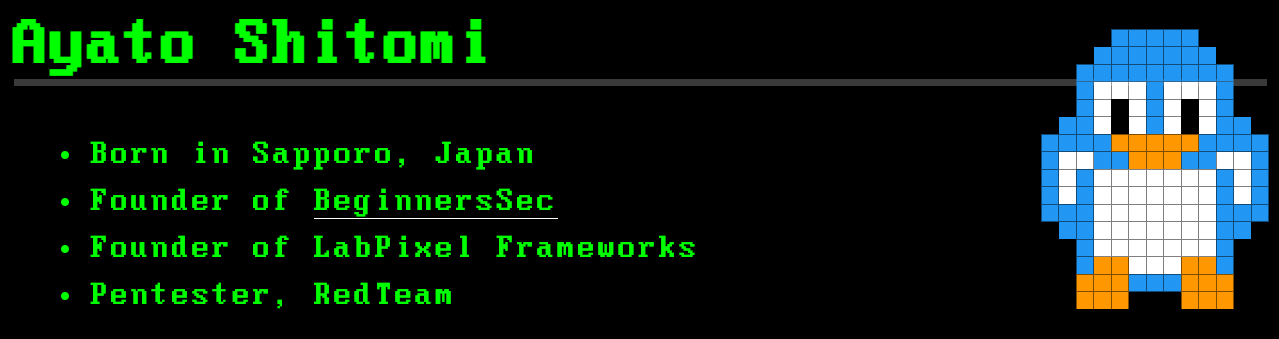 Ayato Shitomi
• Born in Sapporo, Japan
• Founder of BeginnersSec
• Founder of LabPixel Frameworks
• Pentester, RedTeam